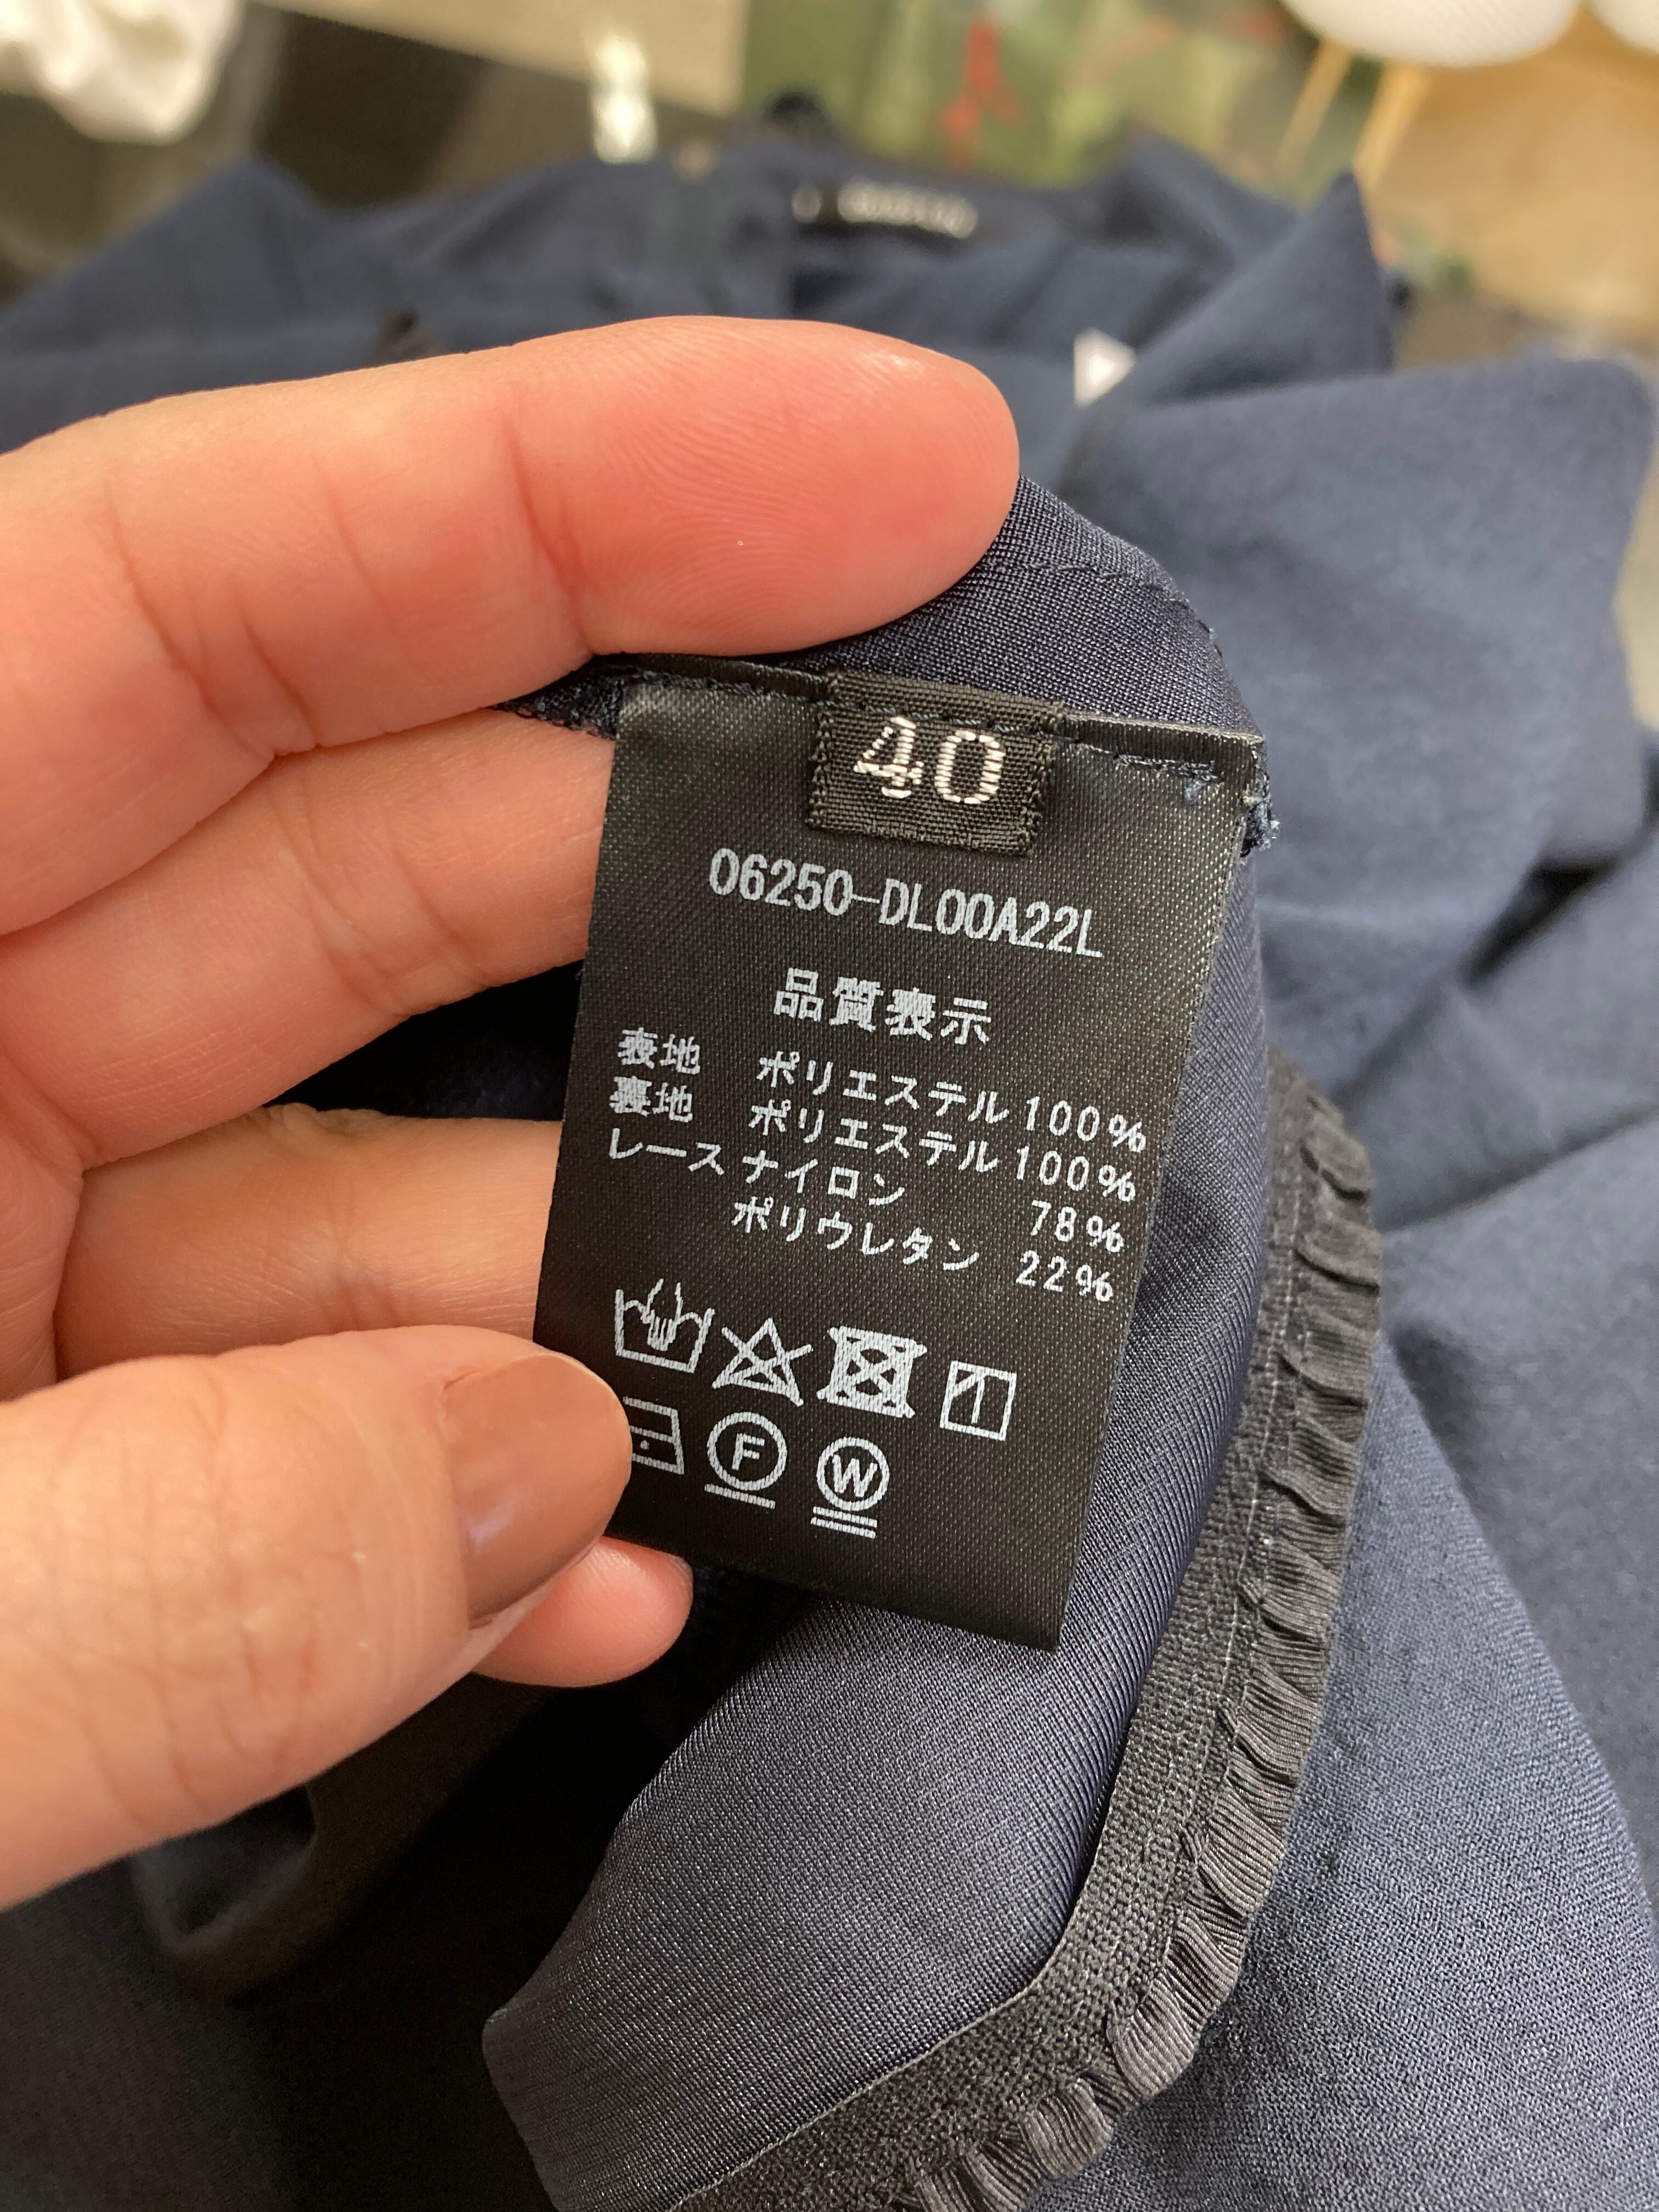 40
06250-DL00A22L
品質表示
表地 ポリエステル100%
裏地 ポリエステル100%
レース ナイロン 78%
ポリウレタン 22%
F W